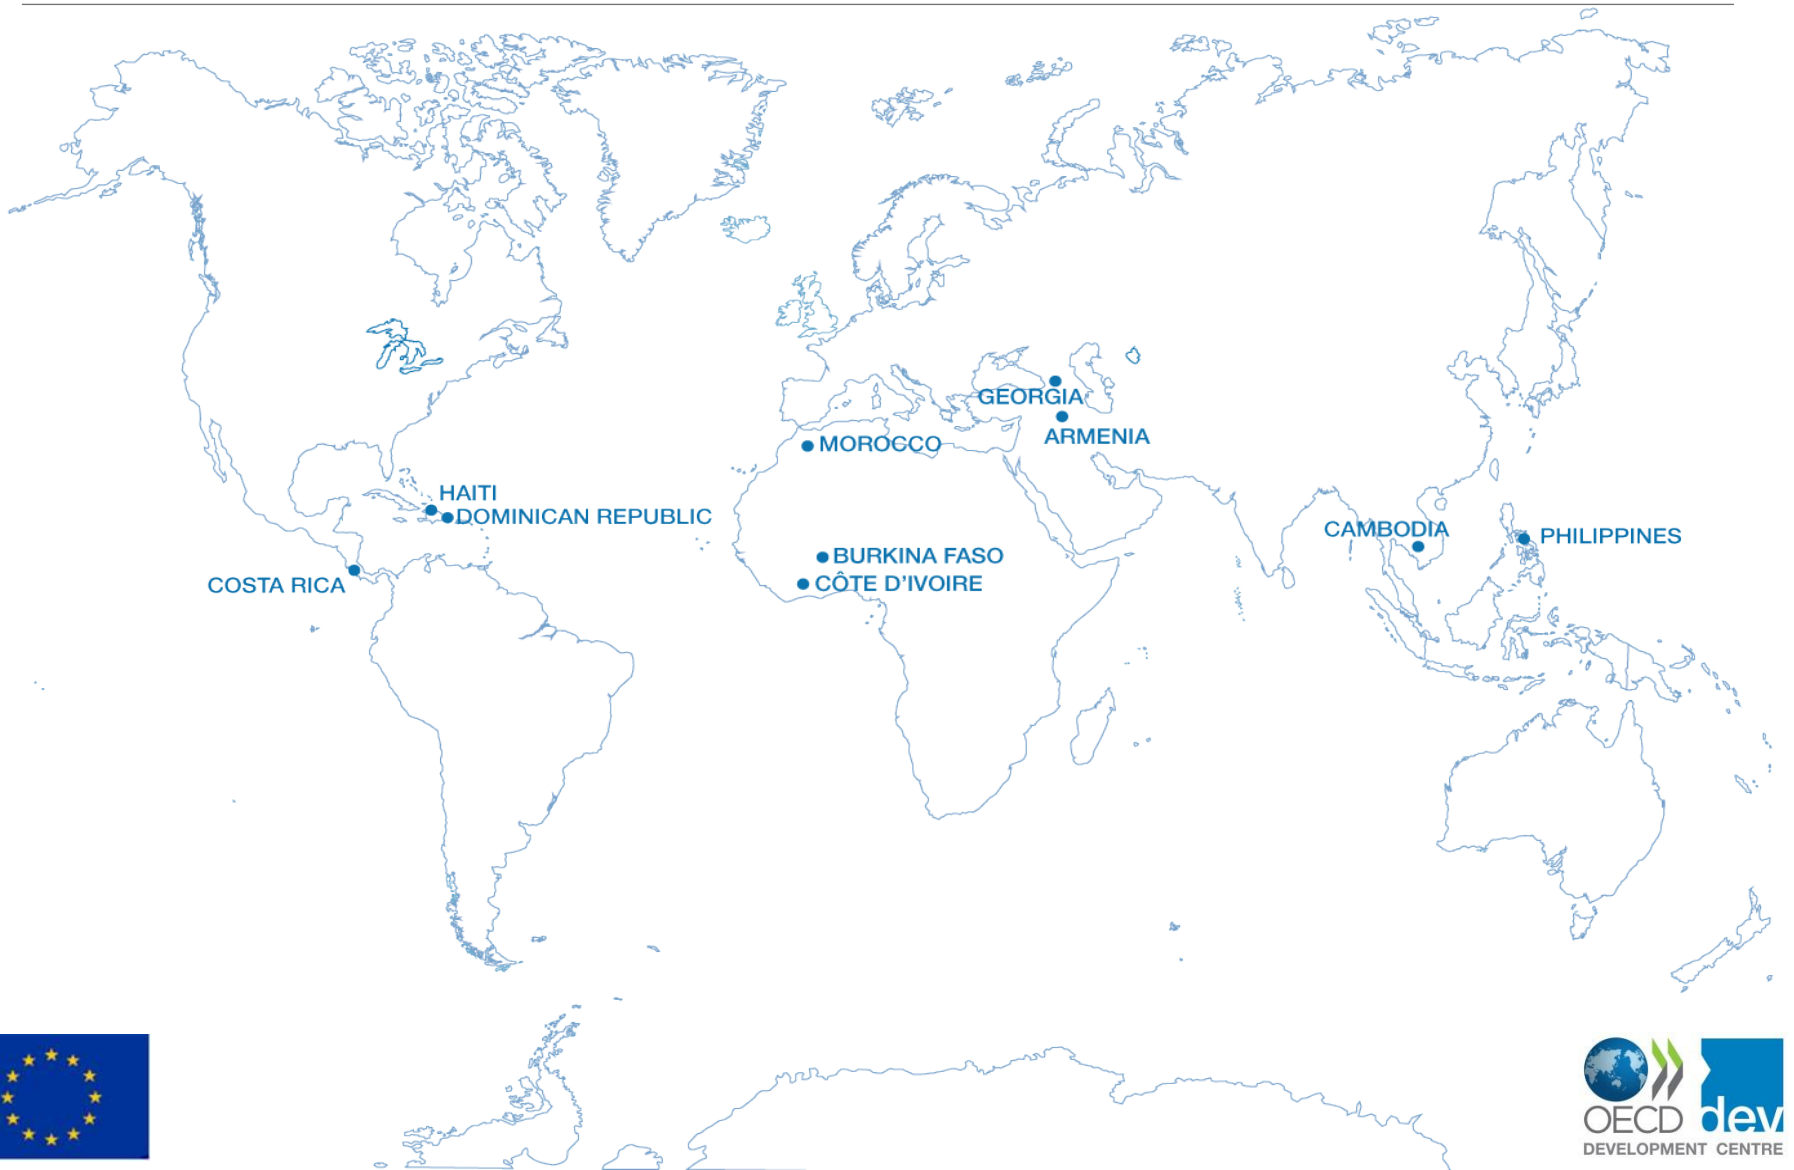 GEORGIA
ARMENIA
MOROCCO
HAITI
DOMINICAN REPUBLIC
CAMBODIA
PHILIPPINES
BURKINA FASO
CÔTE D'IVOIRE
COSTA RICA
OECD dev
DEVELOPMENT CENTRE